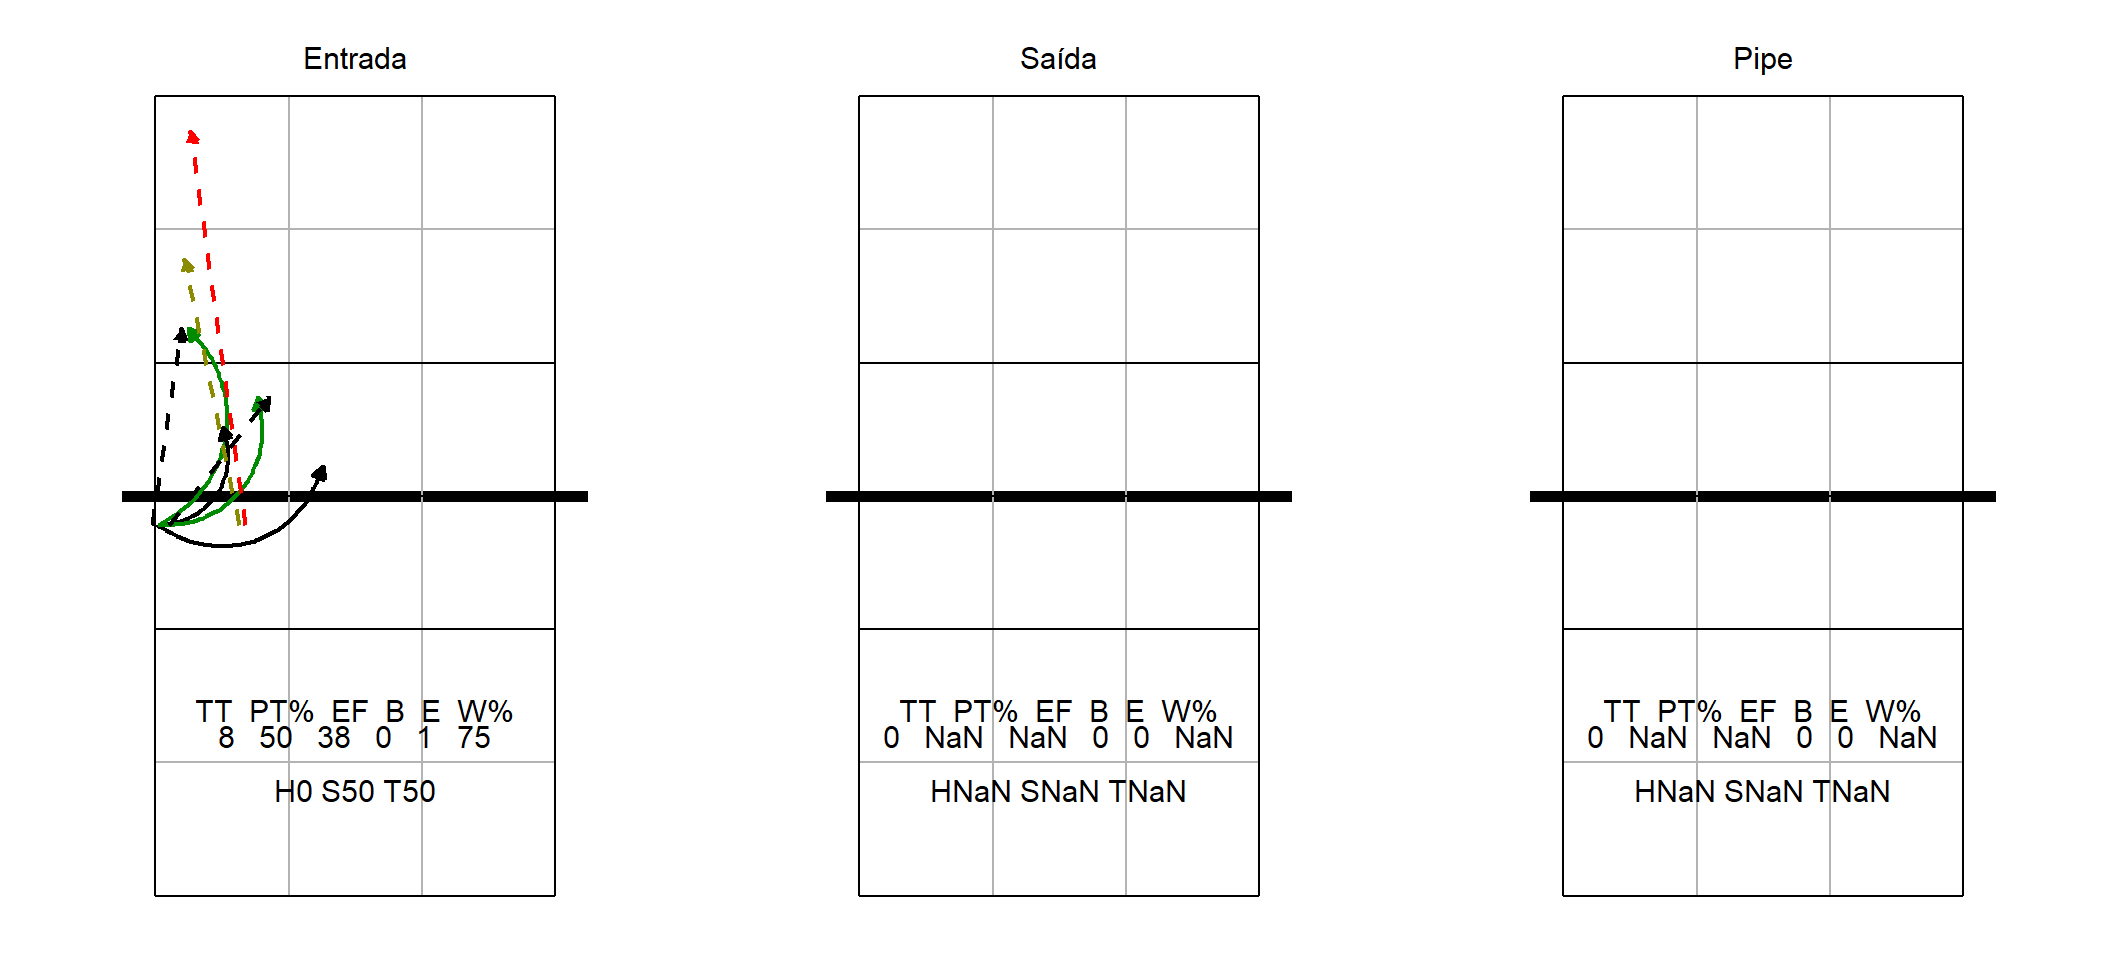 Entrada
TT PT% EF B E W%
8 50 38 0 1 75
H0 S50 T50
Saída
TT PT% EF B E W%
0 NaN NaN 0 0 NaN
HNaN SNaN TNaN
Pipe
TT PT% EF B E W%
0 NaN NaN 0 0 NaN
HNaN SNaN TNaN